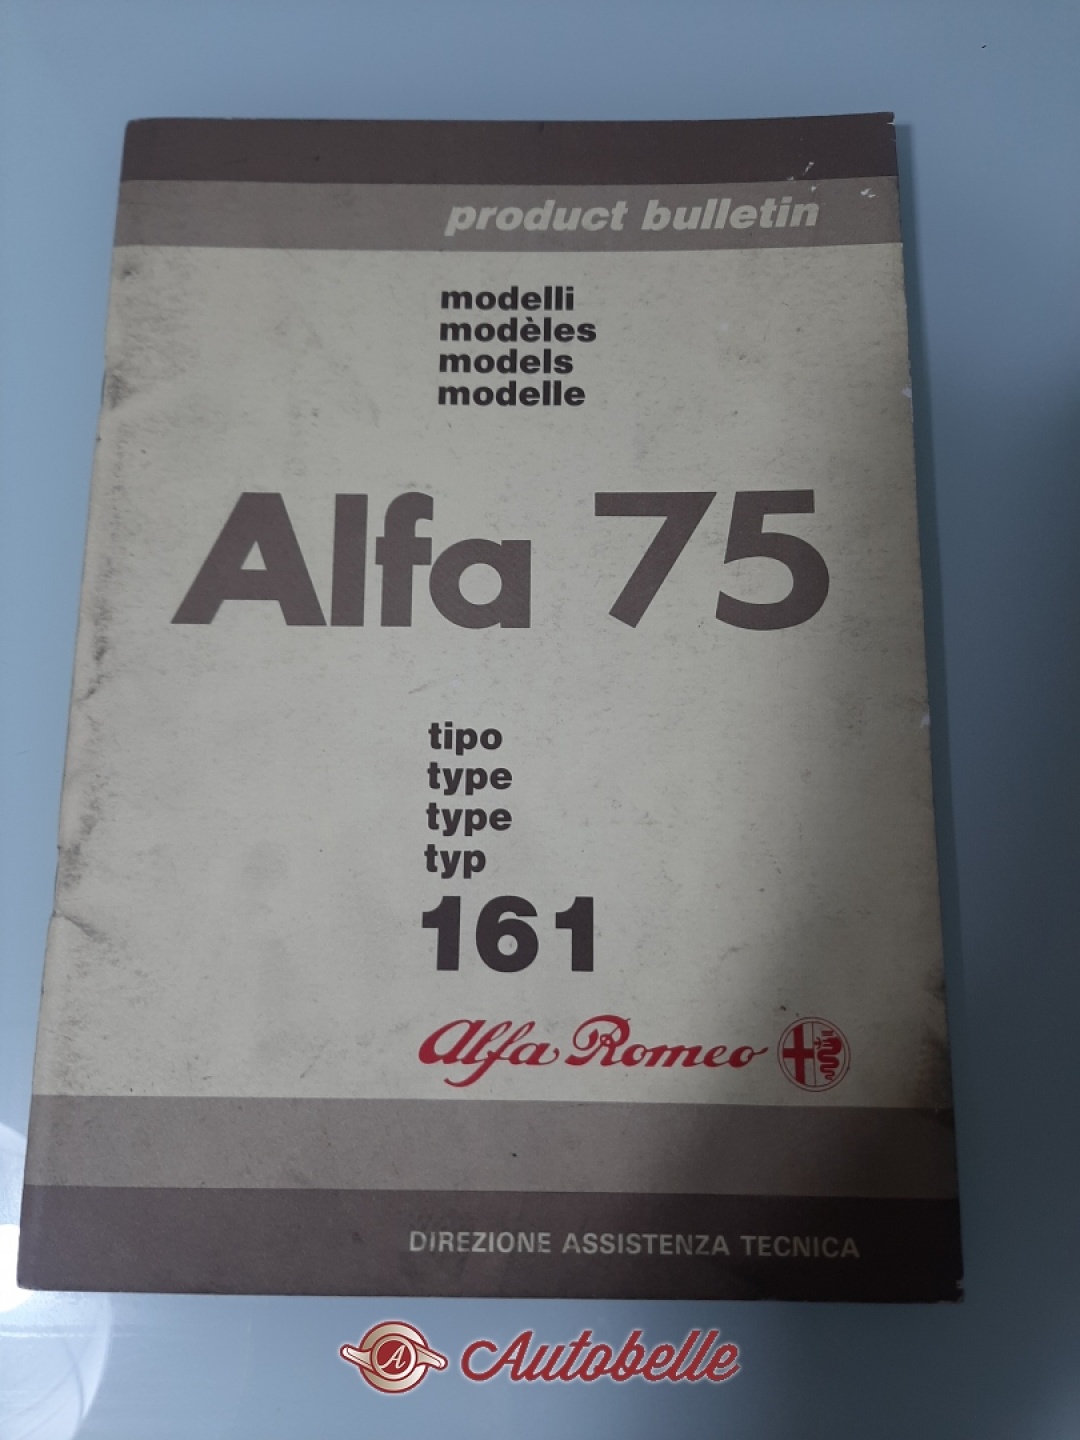 product bulletin
modelli
modèles
models
modelle
Alfa 75
tipo
type
type
typ
161
Alfa Romeo
DIREZIONE ASSISTENZA TECNICA
A Autobelle